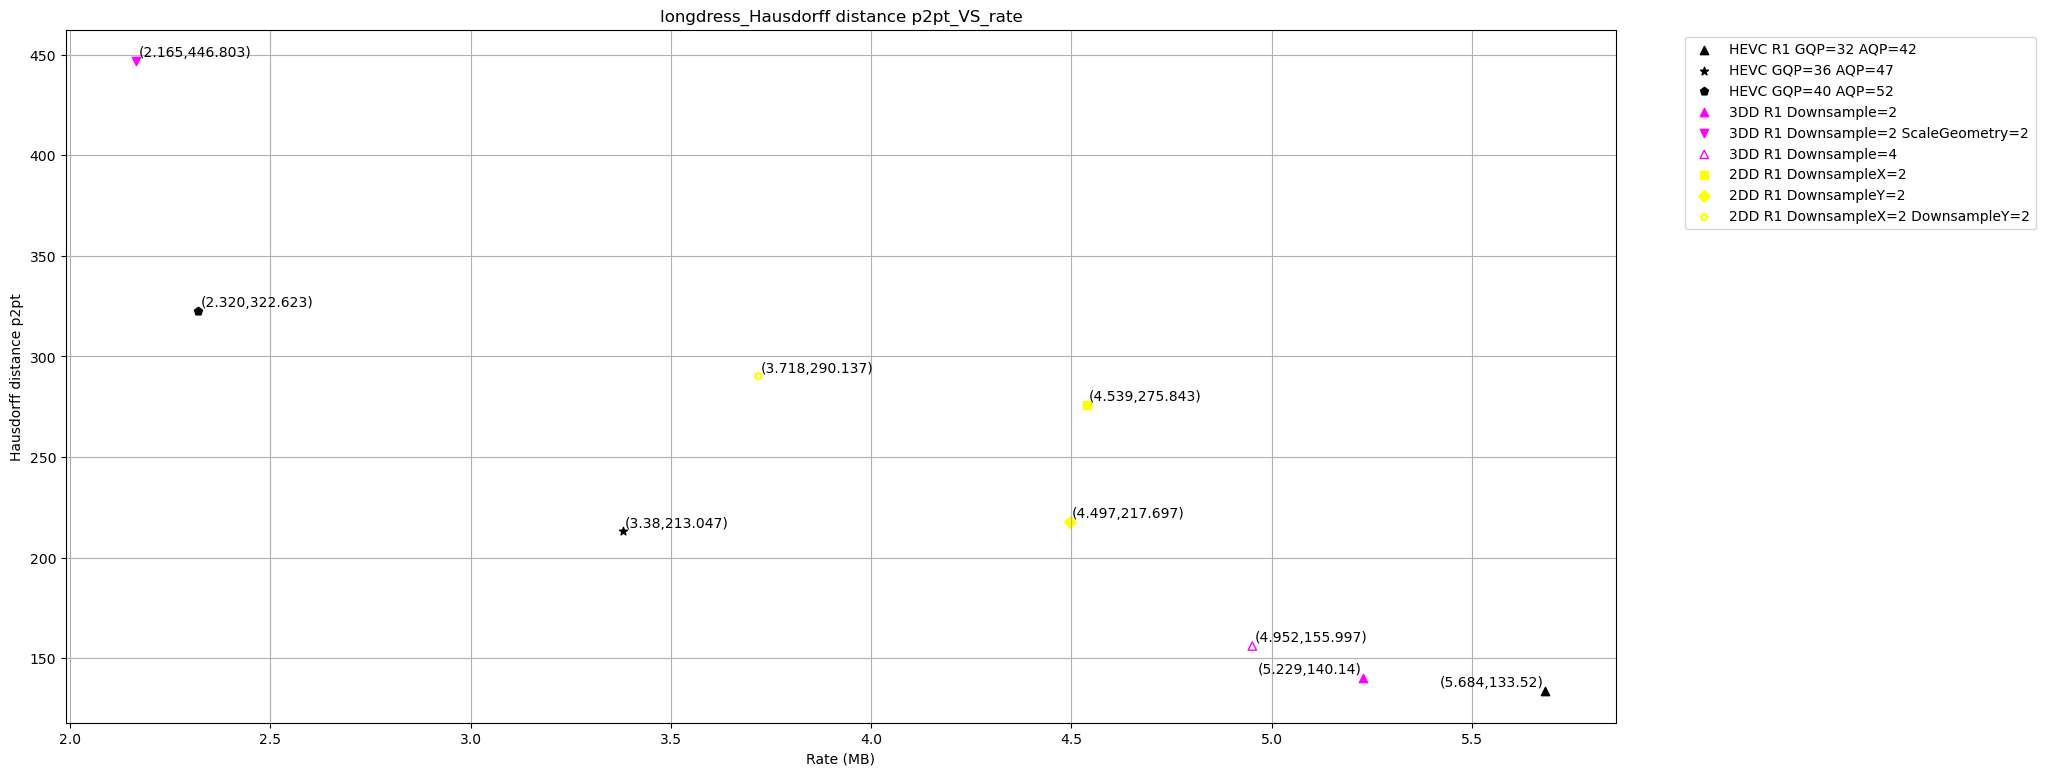 longdress_Hausdorff distance p2pt_VS_rate
Hausdorff distance p2pt
450
400
350
300
250
200
150
(2.165,446.803)
(2.320,322.623)
(3.718,290.137)
(4.539,275.843)
(3.38,213.047)
(4.497,217.697)
(4.952,155.997)
(5.229,140.14)
(5.684,133.52)
2.0
2.5
3.0
3.5
4.0
4.5
5.0
5.5
Rate (MB)
HEVC R1 GQP=32 AQP=42
HEVC GQP=36 AQP=47
HEVC GQP=40 AQP=52
3DD R1 Downsample=2
3DD R1 Downsample=2 ScaleGeometry=2
3DD R1 Downsample=4
2DD R1 DownsampleX=2
2DD R1 DownsampleY=2
2DD R1 DownsampleX=2 DownsampleY=2